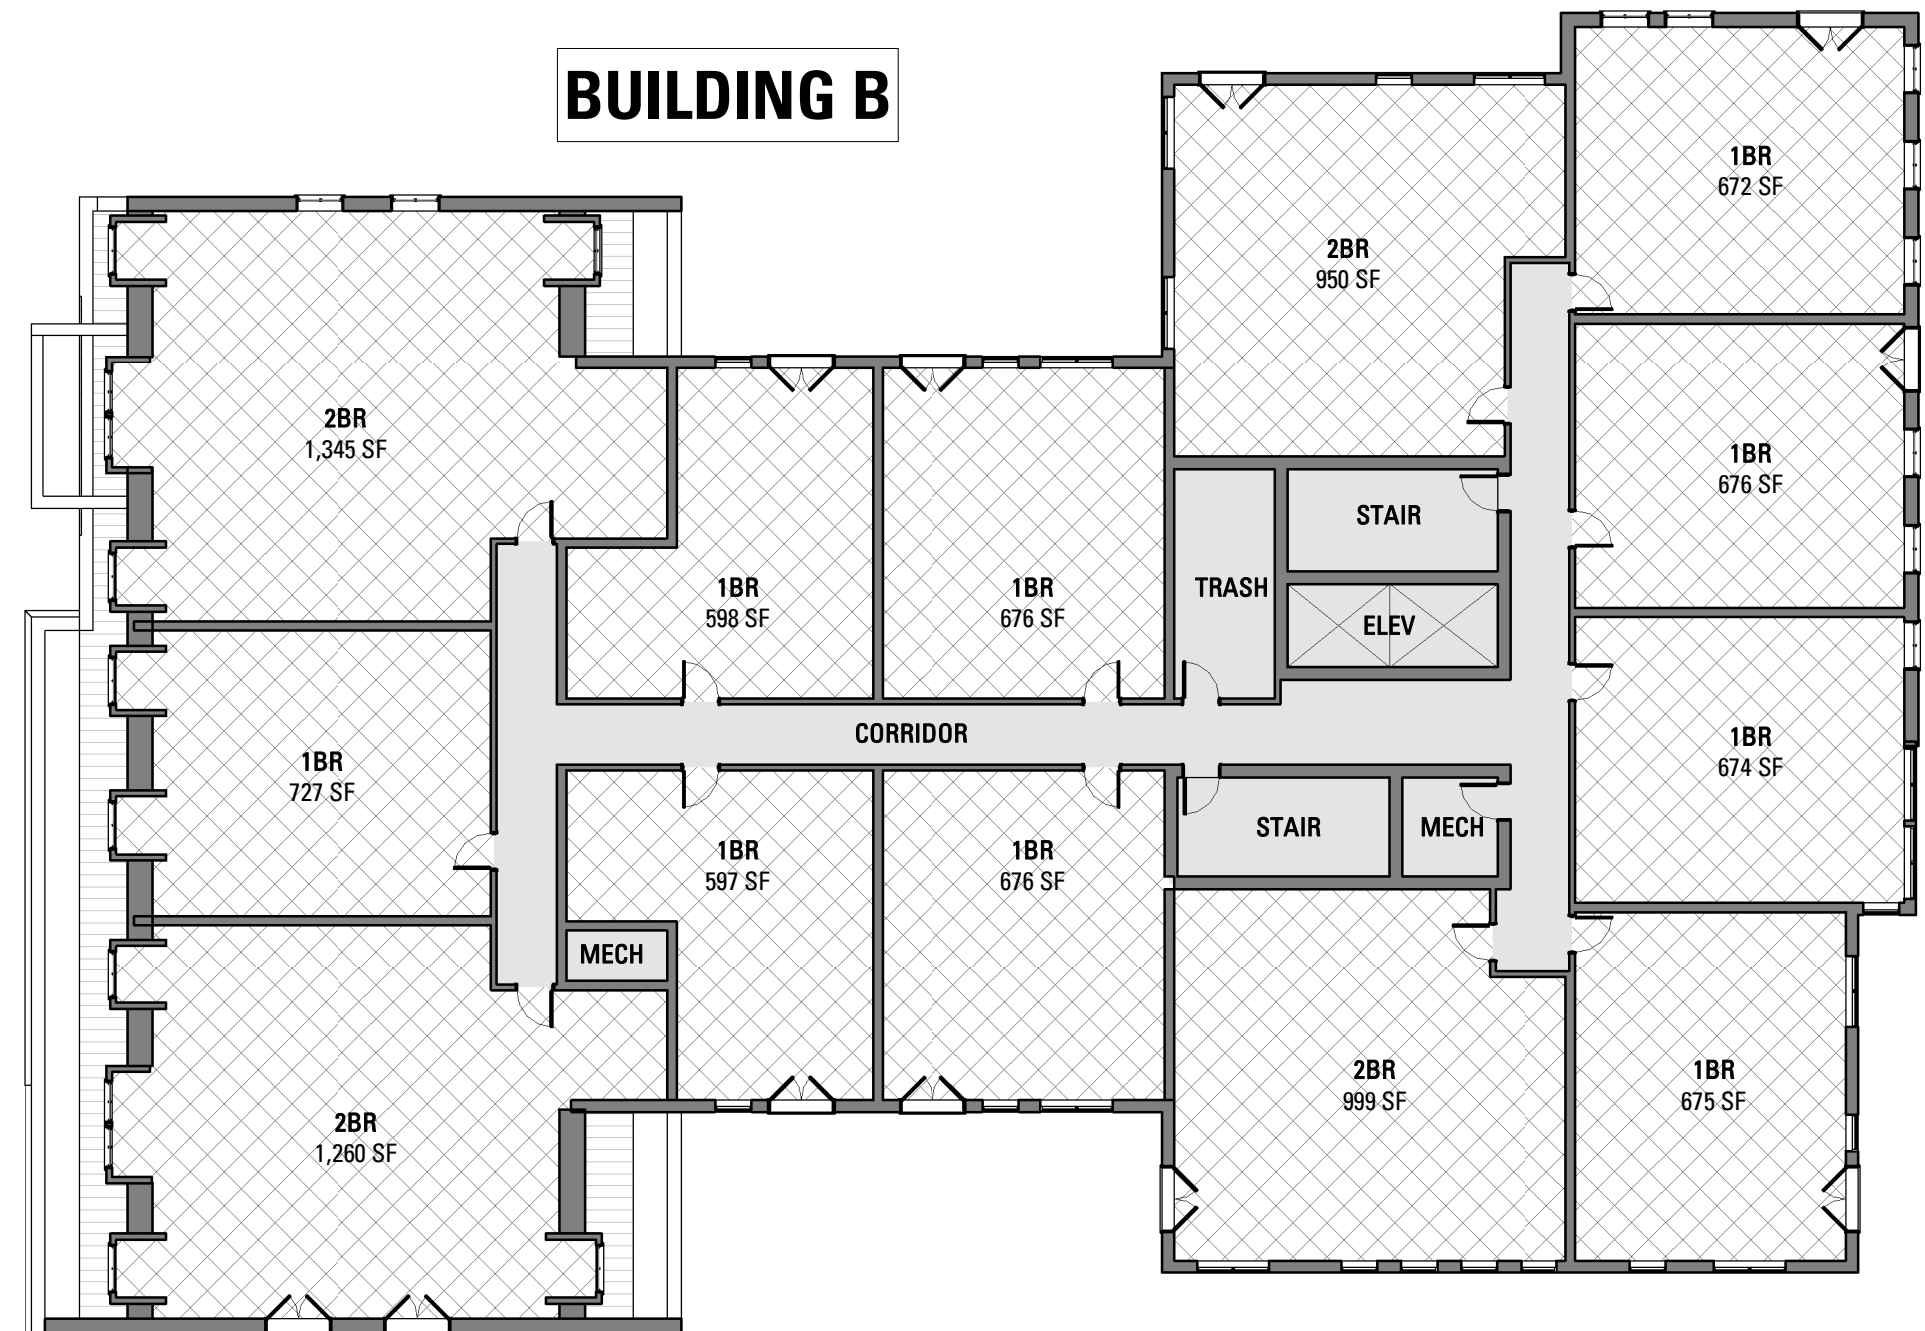 BUILDING B
1BR
672 SF
2BR
950 SF
2BR
1,345 SF
1BR
676 SF
STAIR
1BR
598 SF
1BR
676 SF
TRASH
ELEV
CORRIDOR
1BR
674 SF
1BR
727 SF
STAIR
MECH
1BR
597 SF
1BR
676 SF
MECH
2BR
1,260 SF
2BR
999 SF
1BR
675 SF